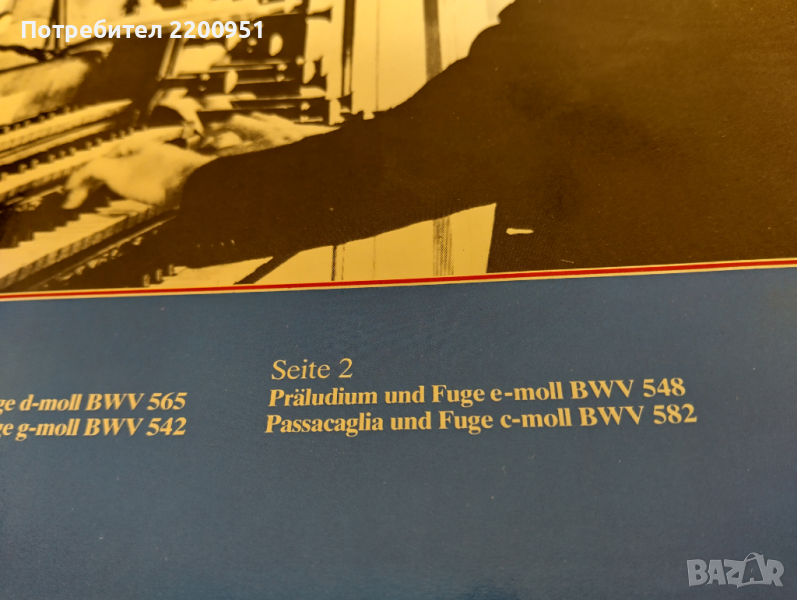 Потребител 2200951
ge d-moll BWV 565
ge g-moll BWV 542
Seite 2
Präludium und Fuge e-moll BWV 548
Passacaglia und Fuge c-moll BWV 582
BAZAR